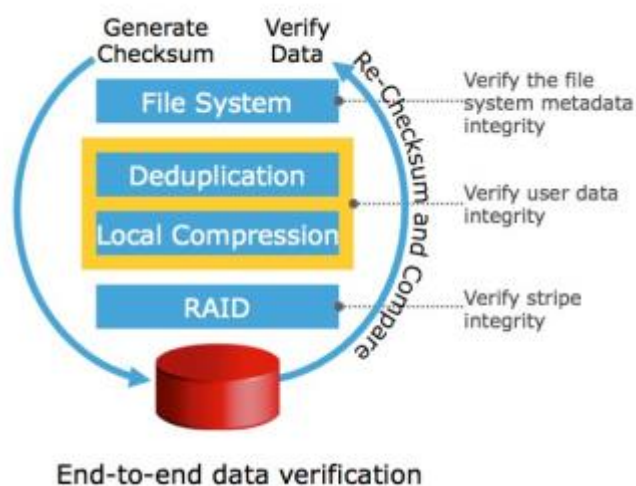 Generate
Checksum
Verify
Data
File System
Deduplication
Local Compression
RAID
Re-Checksum and Compare
Verify the file
system metadata
integrity
Verify user data
integrity
Verify stripe
integrity
End-to-end data verification